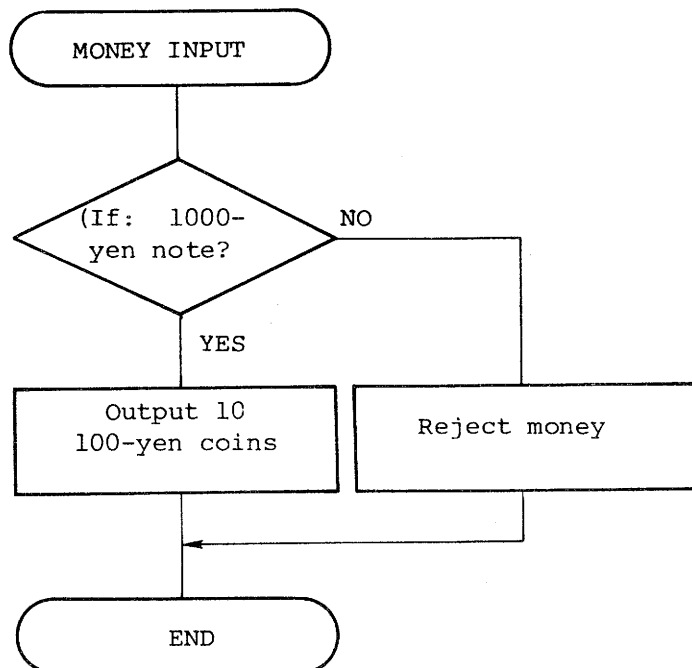 MONEY INPUT
(If: 1000-
yen note?
NO
YES
Output 10
100-yen coins
Reject money
END